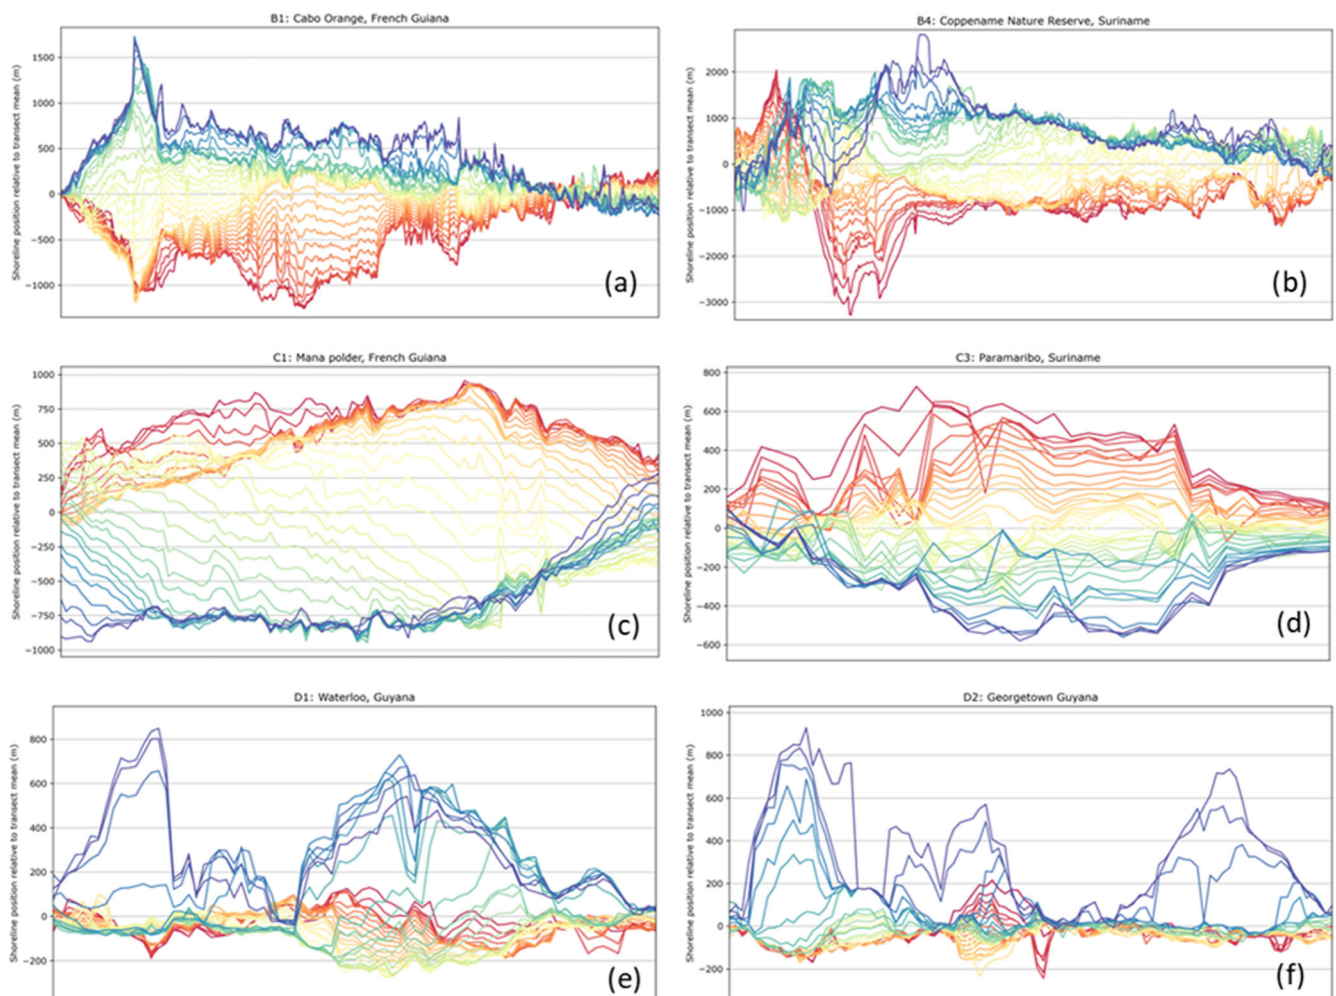 B1: Cabo Orange, French Guiana
Shoreline position relative to transect mean (m)
1500
1000
500
0
−500
−1000
(a)
B4: Coppename Nature Reserve, Suriname
Shoreline position relative to transect mean (m)
2000
1000
0
−1000
−2000
−3000
(b)
C1: Mana polder, French Guiana
Shoreline position relative to transect mean (m)
1000
750
500
250
0
−250
−500
−750
−1000
(c)
C3: Paramaribo, Suriname
Shoreline position relative to transect mean (m)
800
600
400
200
0
−200
−400
−600
(d)
D1: Waterloo, Guyana
Shoreline position relative to transect mean (m)
800
600
400
200
0
−200
(e)
D2: Georgetown Guyana
Shoreline position relative to transect mean (m)
1000
800
600
400
200
0
−200
(f)